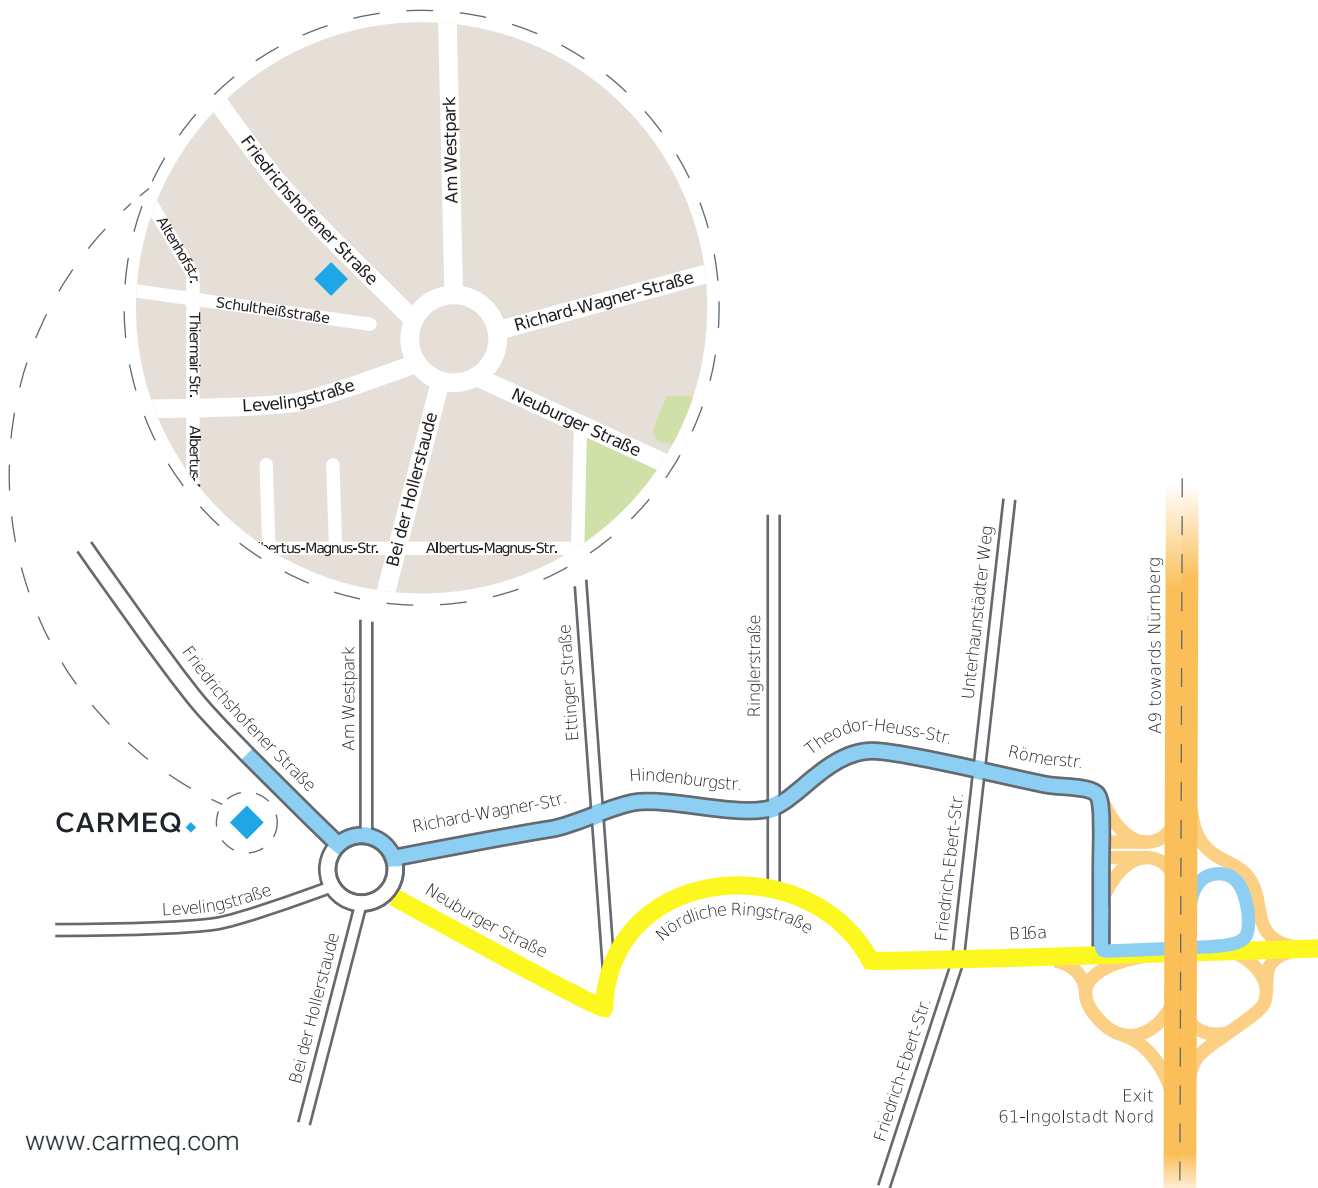 Am Westpark
Friedrichshofener Straße
Altenhofstr.
Schultheißstraße
Richard-Wagner-Straße
Thiermair Str.
Levelingstraße
Neuburger Straße
Albertus-
Bei der Hollerstaude
bertus-Magnus-Str.
Albertus-Magnus-Str.
Unterhaunstädter Weg
A9 towards Nürnberg
Ettinger Straße
Ringlerstraße
Am Westpark
Friedrichshofener Straße
Theodor-Heuss-Str.
Römerstr.
Hindenburgstr.
Richard-Wagner-Str.
CARMEQ
Friedrich-Ebert-Str.
Levelingstraße
Neuburger Straße
Nördliche Ringstraße
B16a
Bei der Hollerstaude
Friedrich-Ebert-Str.
Exit
61-Ingolstadt Nord
www.carmeq.com